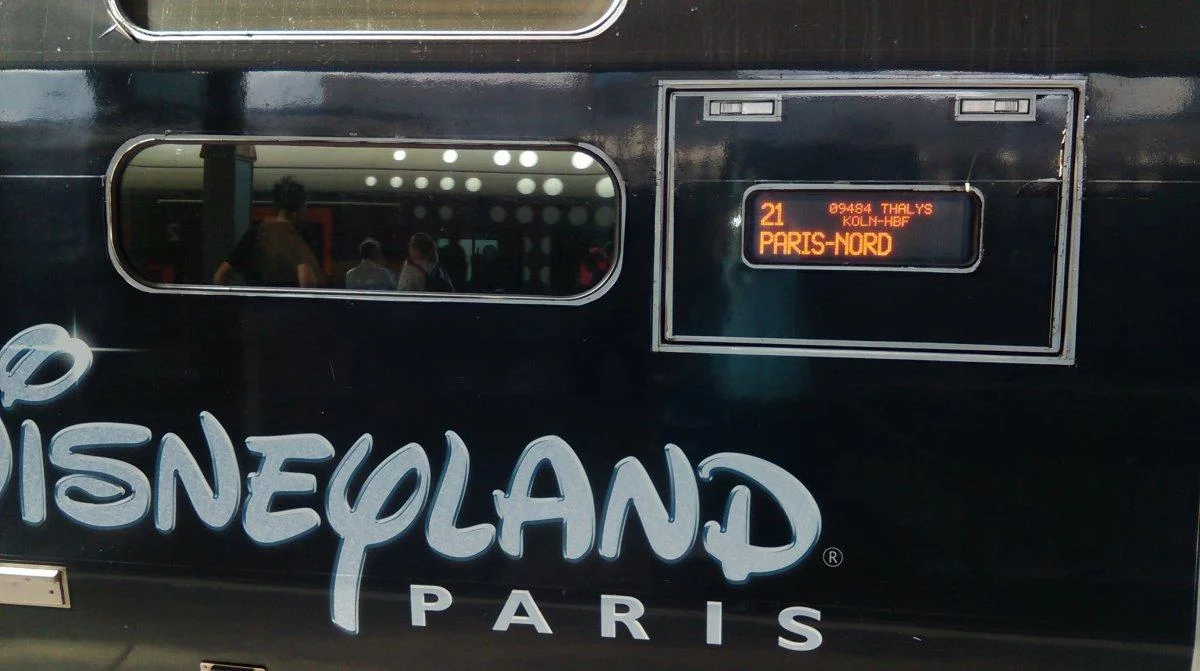 21 09484 THALYS
KOLN-HBF
PARIS-NORD
DISNEYLAND ®
PARIS